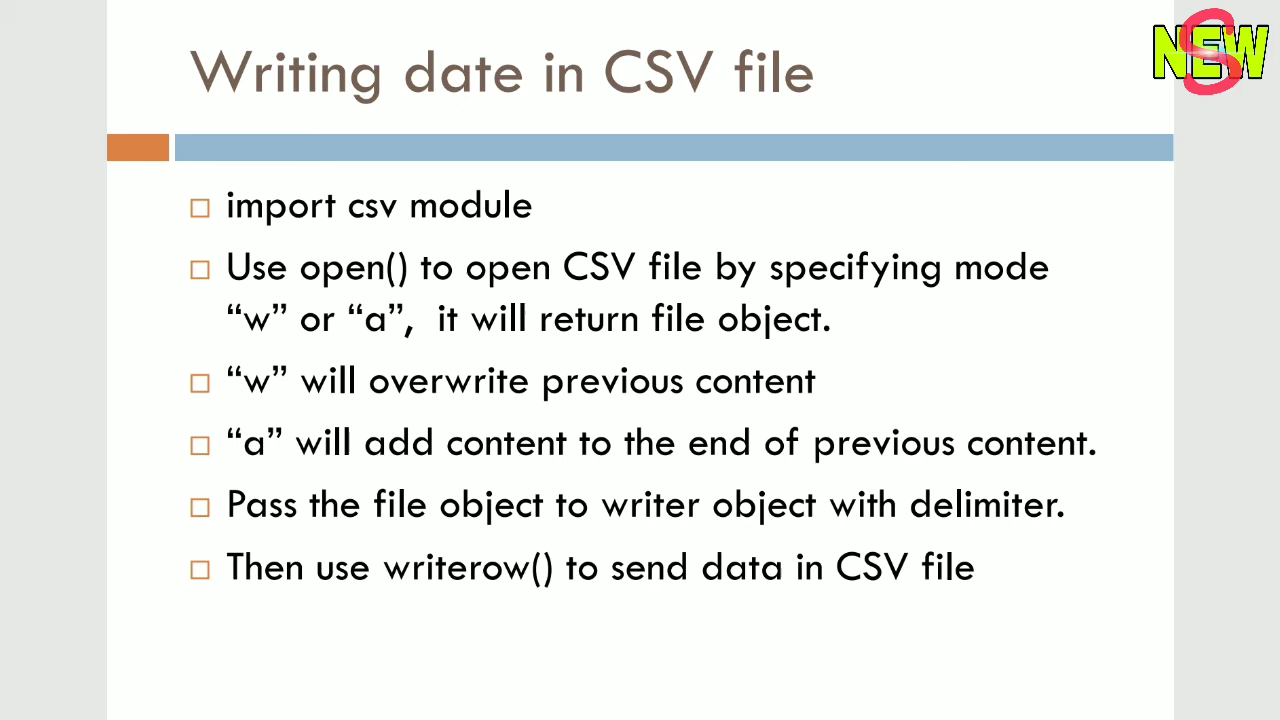 Writing date in CSV file
NEWS
import csv module
Use open() to open CSV file by specifying mode
“w” or “a”, it will return file object.
“w” will overwrite previous content
“a” will add content to the end of previous content.
Pass the file object to writer object with delimiter.
Then use writerow() to send data in CSV file